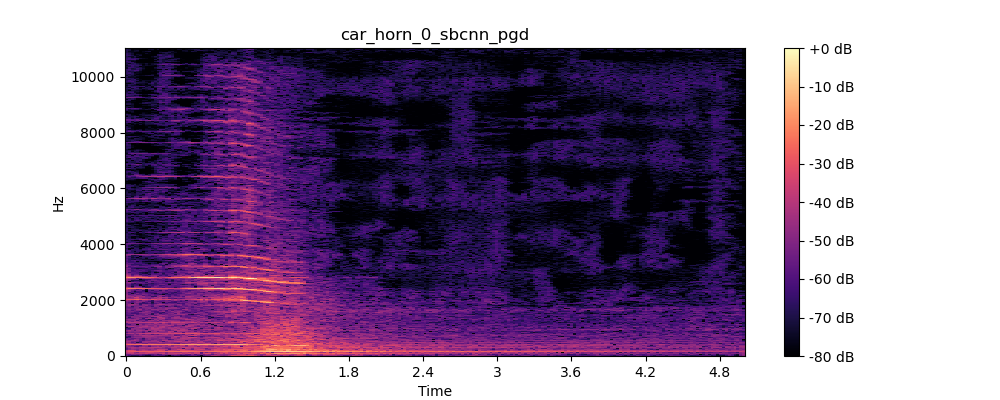 car_horn_0_sbcnn_pgd
Hz
10000
8000
6000
4000
2000
0
0 0.6 1.2 1.8 2.4 3 3.6 4.2 4.8
Time
+0 dB
-10 dB
-20 dB
-30 dB
-40 dB
-50 dB
-60 dB
-70 dB
-80 dB